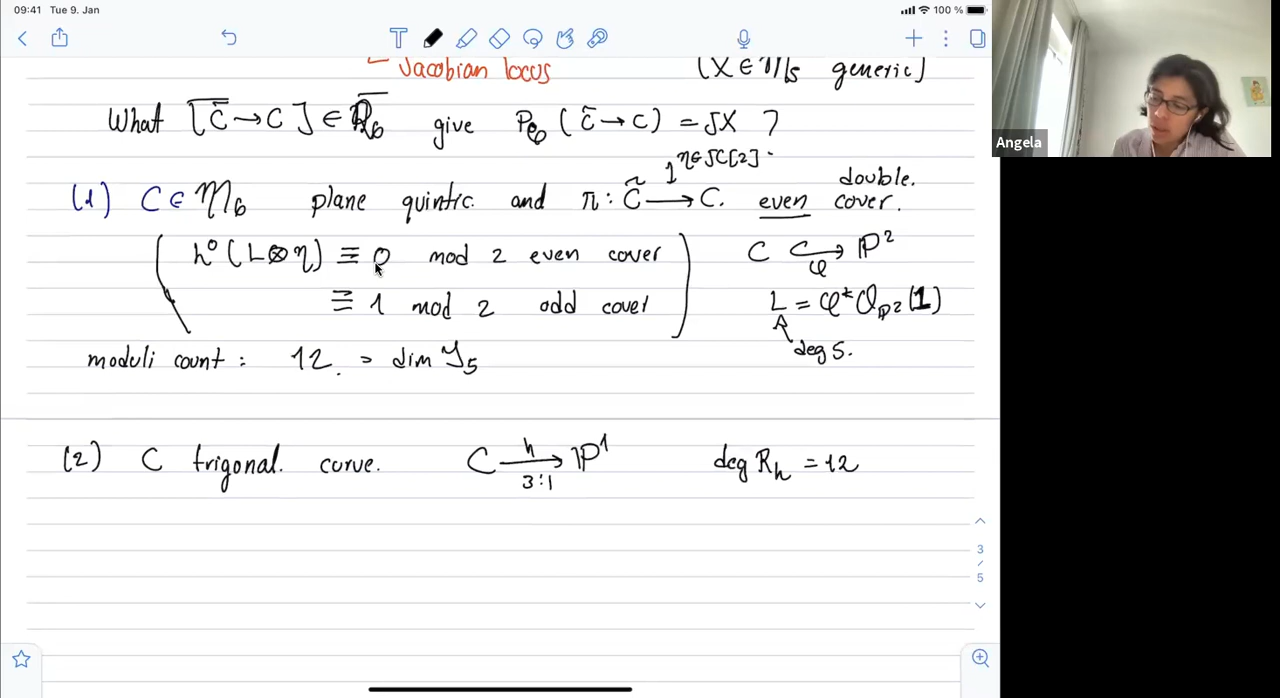 09:41 Tue 9. Jan
100 %
Jacobian locus (X ∈ M5 generic)
What [C̃ → C] ∈ R̄6 give P6 (C̃ → C) = JX ?
η ∈ JC[2]
(1) C ∈ M6 plane quintic and π : C̃ → C. even double cover.
( h⁰(L⊗η) ≡ 0 mod 2 even cover
≡ 1 mod 2 odd cover )
C ↪ P²
φ
L = φ* O_P²(1)
deg 5.
moduli count : 12. = dim J5
(2) C trigonal curve. C → P¹ deg R_h = 12
h
3:1
3
/
5
Angela